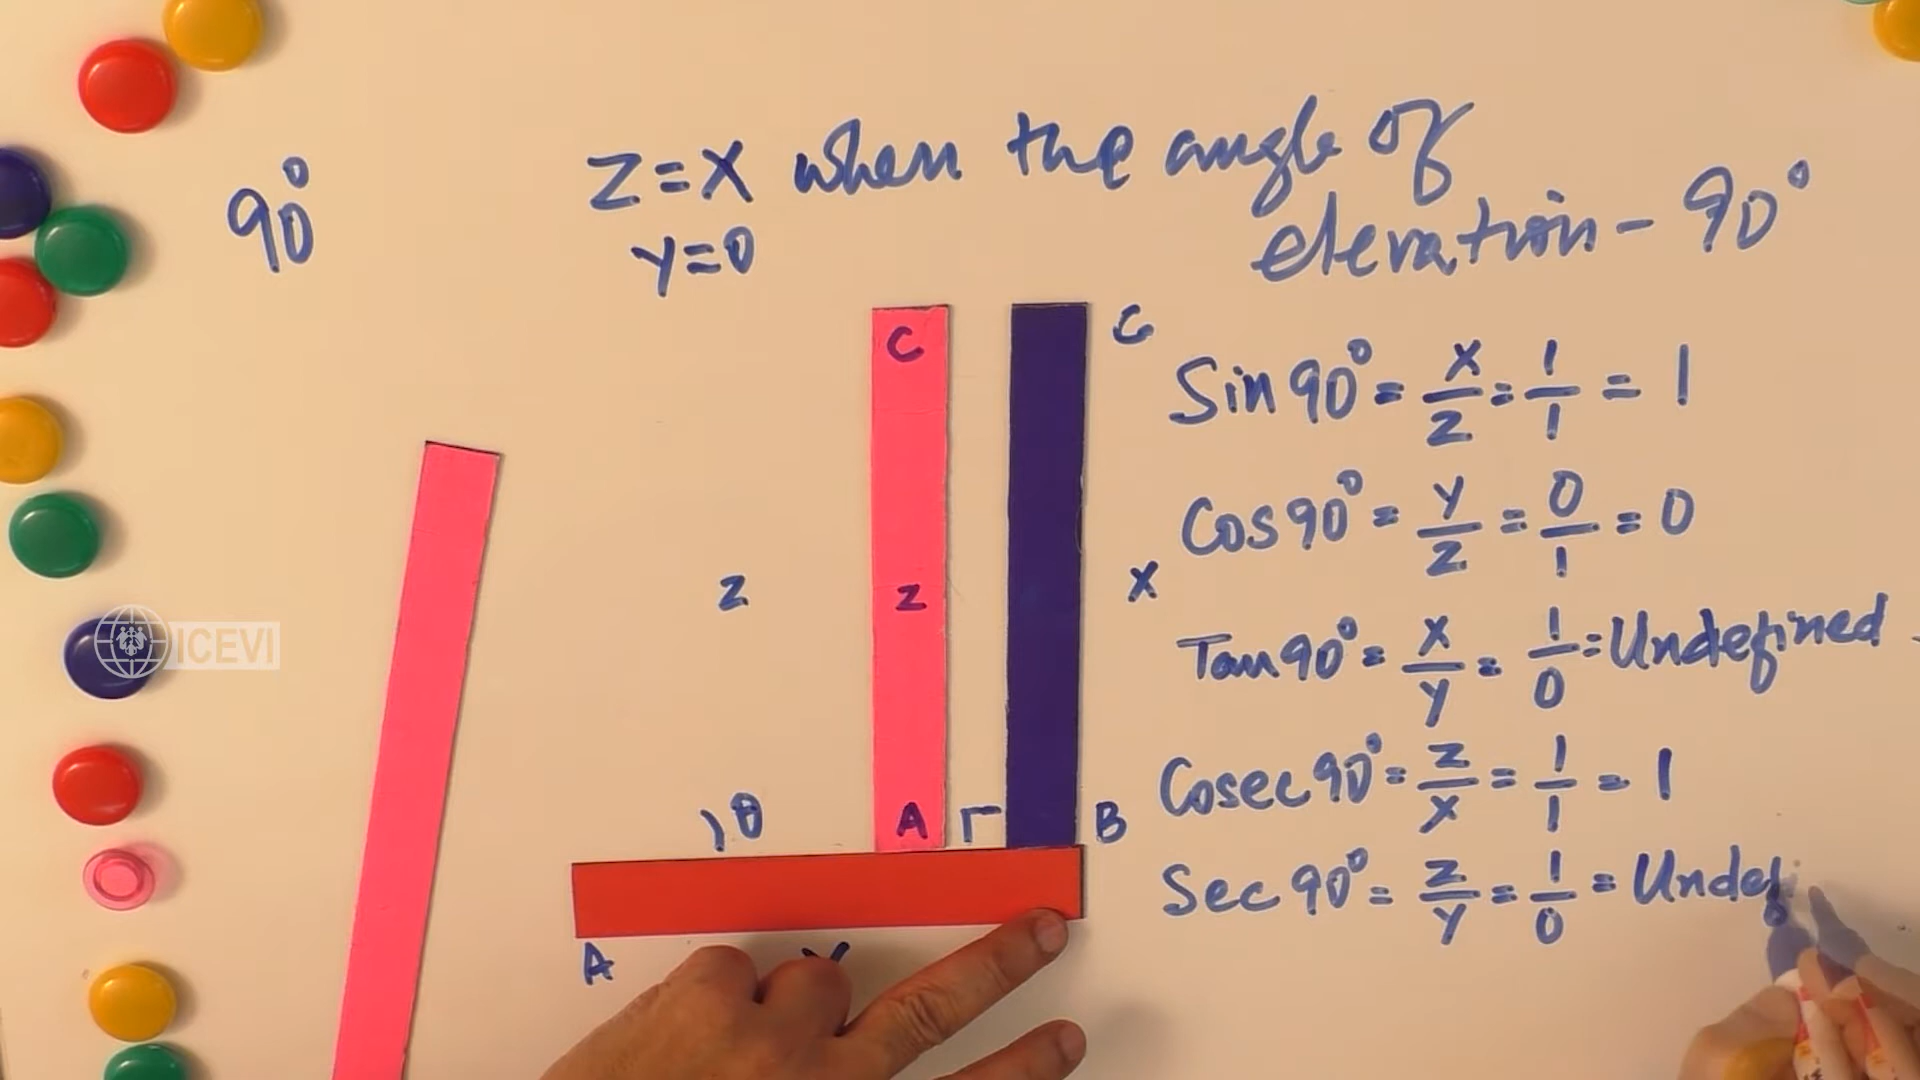 90°
Z=X when the angle of
elevation - 90°
Y=0
C
C
Sin 90° = X/Z = 1/1 = 1
Cos 90° = Y/Z = 0/1 = 0
Z
Z
X
Tan 90° = X/Y = 1/0 = Undefined
ICEVI
Cosec 90° = Z/X = 1/1 = 1
θ
A
B
Sec 90° = Z/Y = 1/0 = Undef
A
Y